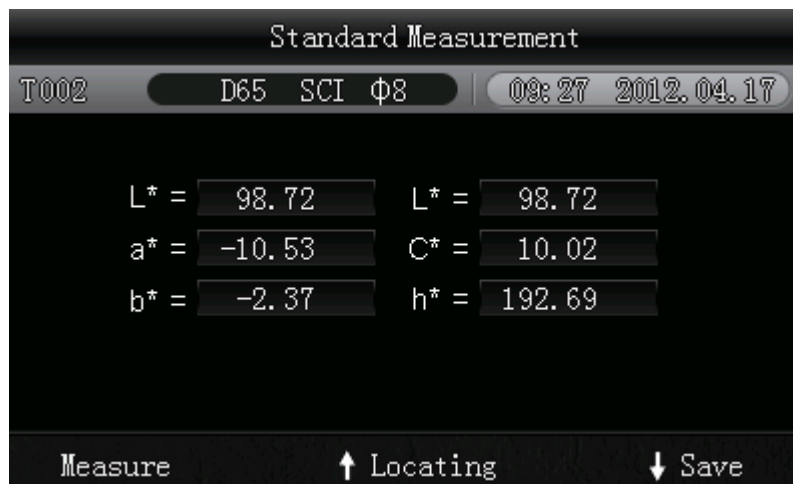 Standard Measurement
T002 D65 SCI Φ8 09:27 2012.04.17
L* = 98.72 L* = 98.72
a* = -10.53 C* = 10.02
b* = -2.37 h* = 192.69
Measure ↑ Locating ↓ Save